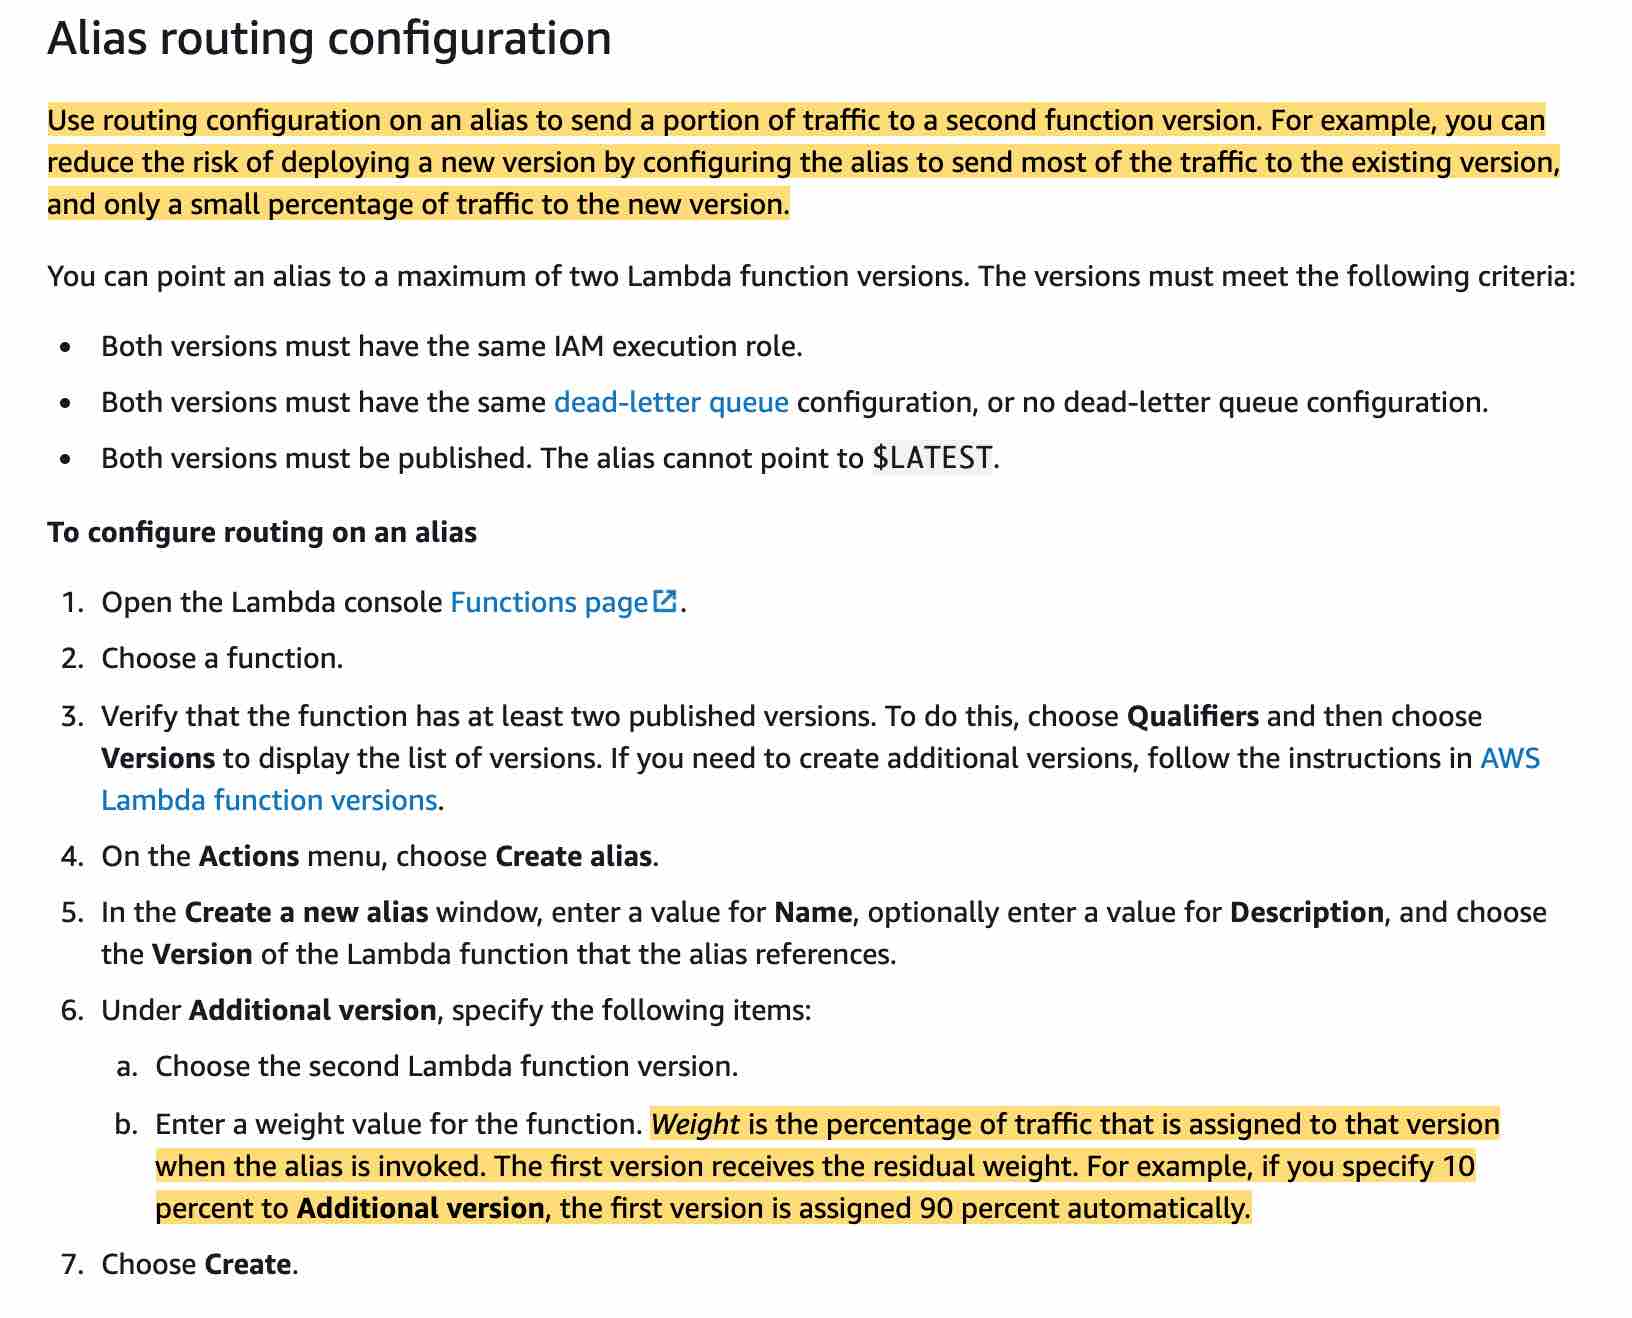 Alias routing configuration
Use routing configuration on an alias to send a portion of traffic to a second function version. For example, you can
reduce the risk of deploying a new version by configuring the alias to send most of the traffic to the existing version,
and only a small percentage of traffic to the new version.
You can point an alias to a maximum of two Lambda function versions. The versions must meet the following criteria:
• Both versions must have the same IAM execution role.
• Both versions must have the same dead-letter queue configuration, or no dead-letter queue configuration.
• Both versions must be published. The alias cannot point to $LATEST.
To configure routing on an alias
1. Open the Lambda console Functions page.
2. Choose a function.
3. Verify that the function has at least two published versions. To do this, choose Qualifiers and then choose
Versions to display the list of versions. If you need to create additional versions, follow the instructions in AWS
Lambda function versions.
4. On the Actions menu, choose Create alias.
5. In the Create a new alias window, enter a value for Name, optionally enter a value for Description, and choose
the Version of the Lambda function that the alias references.
6. Under Additional version, specify the following items:
a. Choose the second Lambda function version.
b. Enter a weight value for the function. Weight is the percentage of traffic that is assigned to that version
when the alias is invoked. The first version receives the residual weight. For example, if you specify 10
percent to Additional version, the first version is assigned 90 percent automatically.
7. Choose Create.